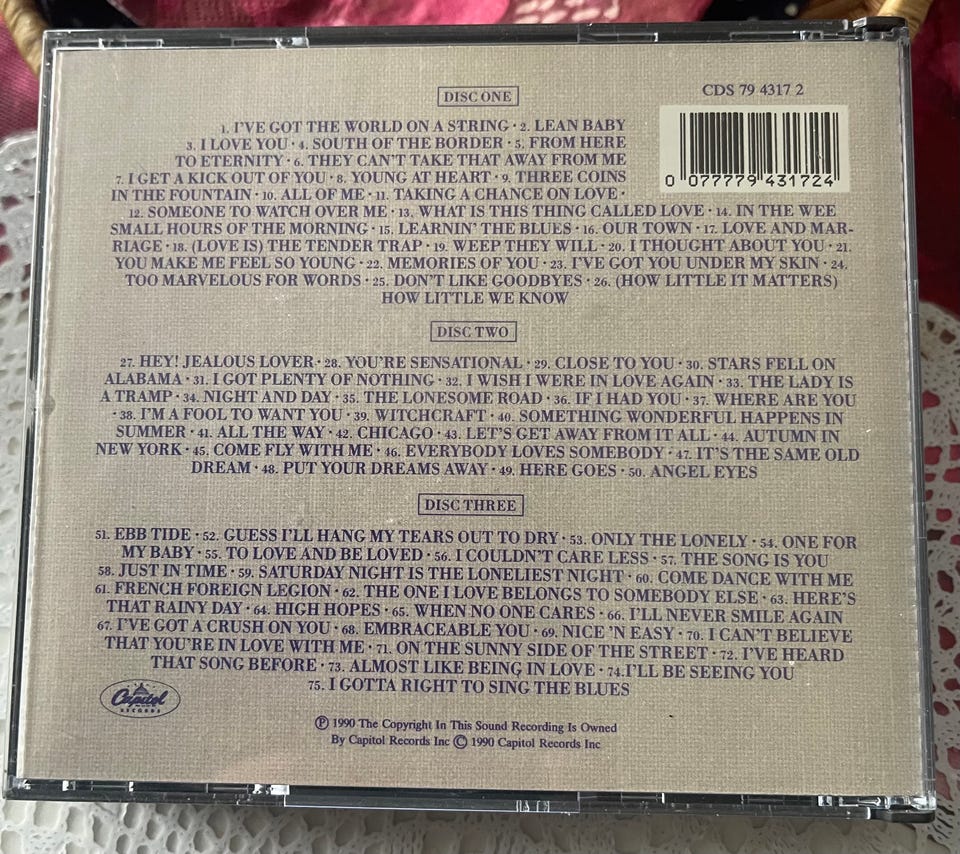 DISC ONE
CDS 79 4317 2
1. I'VE GOT THE WORLD ON A STRING · 2. LEAN BABY
3. I LOVE YOU · 4. SOUTH OF THE BORDER · 5. FROM HERE
TO ETERNITY · 6. THEY CAN'T TAKE THAT AWAY FROM ME
7. I GET A KICK OUT OF YOU · 8. YOUNG AT HEART · 9. THREE COINS
IN THE FOUNTAIN · 10. ALL OF ME · 11. TAKING A CHANCE ON LOVE ·
0 077779 431724
12. SOMEONE TO WATCH OVER ME · 13. WHAT IS THIS THING CALLED LOVE · 14. IN THE WEE
SMALL HOURS OF THE MORNING · 15. LEARNIN' THE BLUES · 16. OUR TOWN · 17. LOVE AND MAR-
RIAGE · 18. (LOVE IS) THE TENDER TRAP · 19. WEEP THEY WILL · 20. I THOUGHT ABOUT YOU · 21.
YOU MAKE ME FEEL SO YOUNG · 22. MEMORIES OF YOU · 23. I'VE GOT YOU UNDER MY SKIN · 24.
TOO MARVELOUS FOR WORDS · 25. DON'T LIKE GOODBYES · 26. (HOW LITTLE IT MATTERS)
HOW LITTLE WE KNOW
DISC TWO
27. HEY! JEALOUS LOVER · 28. YOU'RE SENSATIONAL · 29. CLOSE TO YOU · 30. STARS FELL ON
ALABAMA · 31. I GOT PLENTY OF NOTHING · 32. I WISH I WERE IN LOVE AGAIN · 33. THE LADY IS
A TRAMP · 34. NIGHT AND DAY · 35. THE LONESOME ROAD · 36. IF I HAD YOU · 37. WHERE ARE YOU
· 38. I'M A FOOL TO WANT YOU · 39. WITCHCRAFT · 40. SOMETHING WONDERFUL HAPPENS IN
SUMMER · 41. ALL THE WAY · 42. CHICAGO · 43. LET'S GET AWAY FROM IT ALL · 44. AUTUMN IN
NEW YORK · 45. COME FLY WITH ME · 46. EVERYBODY LOVES SOMEBODY · 47. IT'S THE SAME OLD
DREAM · 48. PUT YOUR DREAMS AWAY · 49. HERE GOES · 50. ANGEL EYES
DISC THREE
51. EBB TIDE · 52. GUESS I'LL HANG MY TEARS OUT TO DRY · 53. ONLY THE LONELY · 54. ONE FOR
MY BABY · 55. TO LOVE AND BE LOVED · 56. I COULDN'T CARE LESS · 57. THE SONG IS YOU
58. JUST IN TIME · 59. SATURDAY NIGHT IS THE LONELIEST NIGHT · 60. COME DANCE WITH ME
61. FRENCH FOREIGN LEGION · 62. THE ONE I LOVE BELONGS TO SOMEBODY ELSE · 63. HERE'S
THAT RAINY DAY · 64. HIGH HOPES · 65. WHEN NO ONE CARES · 66. I'LL NEVER SMILE AGAIN
67. I'VE GOT A CRUSH ON YOU · 68. EMBRACEABLE YOU · 69. NICE 'N EASY · 70. I CAN'T BELIEVE
THAT YOU'RE IN LOVE WITH ME · 71. ON THE SUNNY SIDE OF THE STREET · 72. I'VE HEARD
THAT SONG BEFORE · 73. ALMOST LIKE BEING IN LOVE · 74. I'LL BE SEEING YOU
75. I GOTTA RIGHT TO SING THE BLUES
Capitol
RECORDS
℗ 1990 The Copyright In This Sound Recording Is Owned
By Capitol Records Inc © 1990 Capitol Records Inc